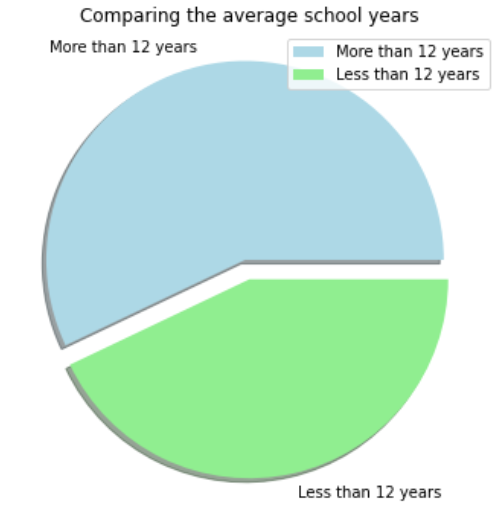 Comparing the average school years
More than 12 years
More than 12 years
Less than 12 years
Less than 12 years